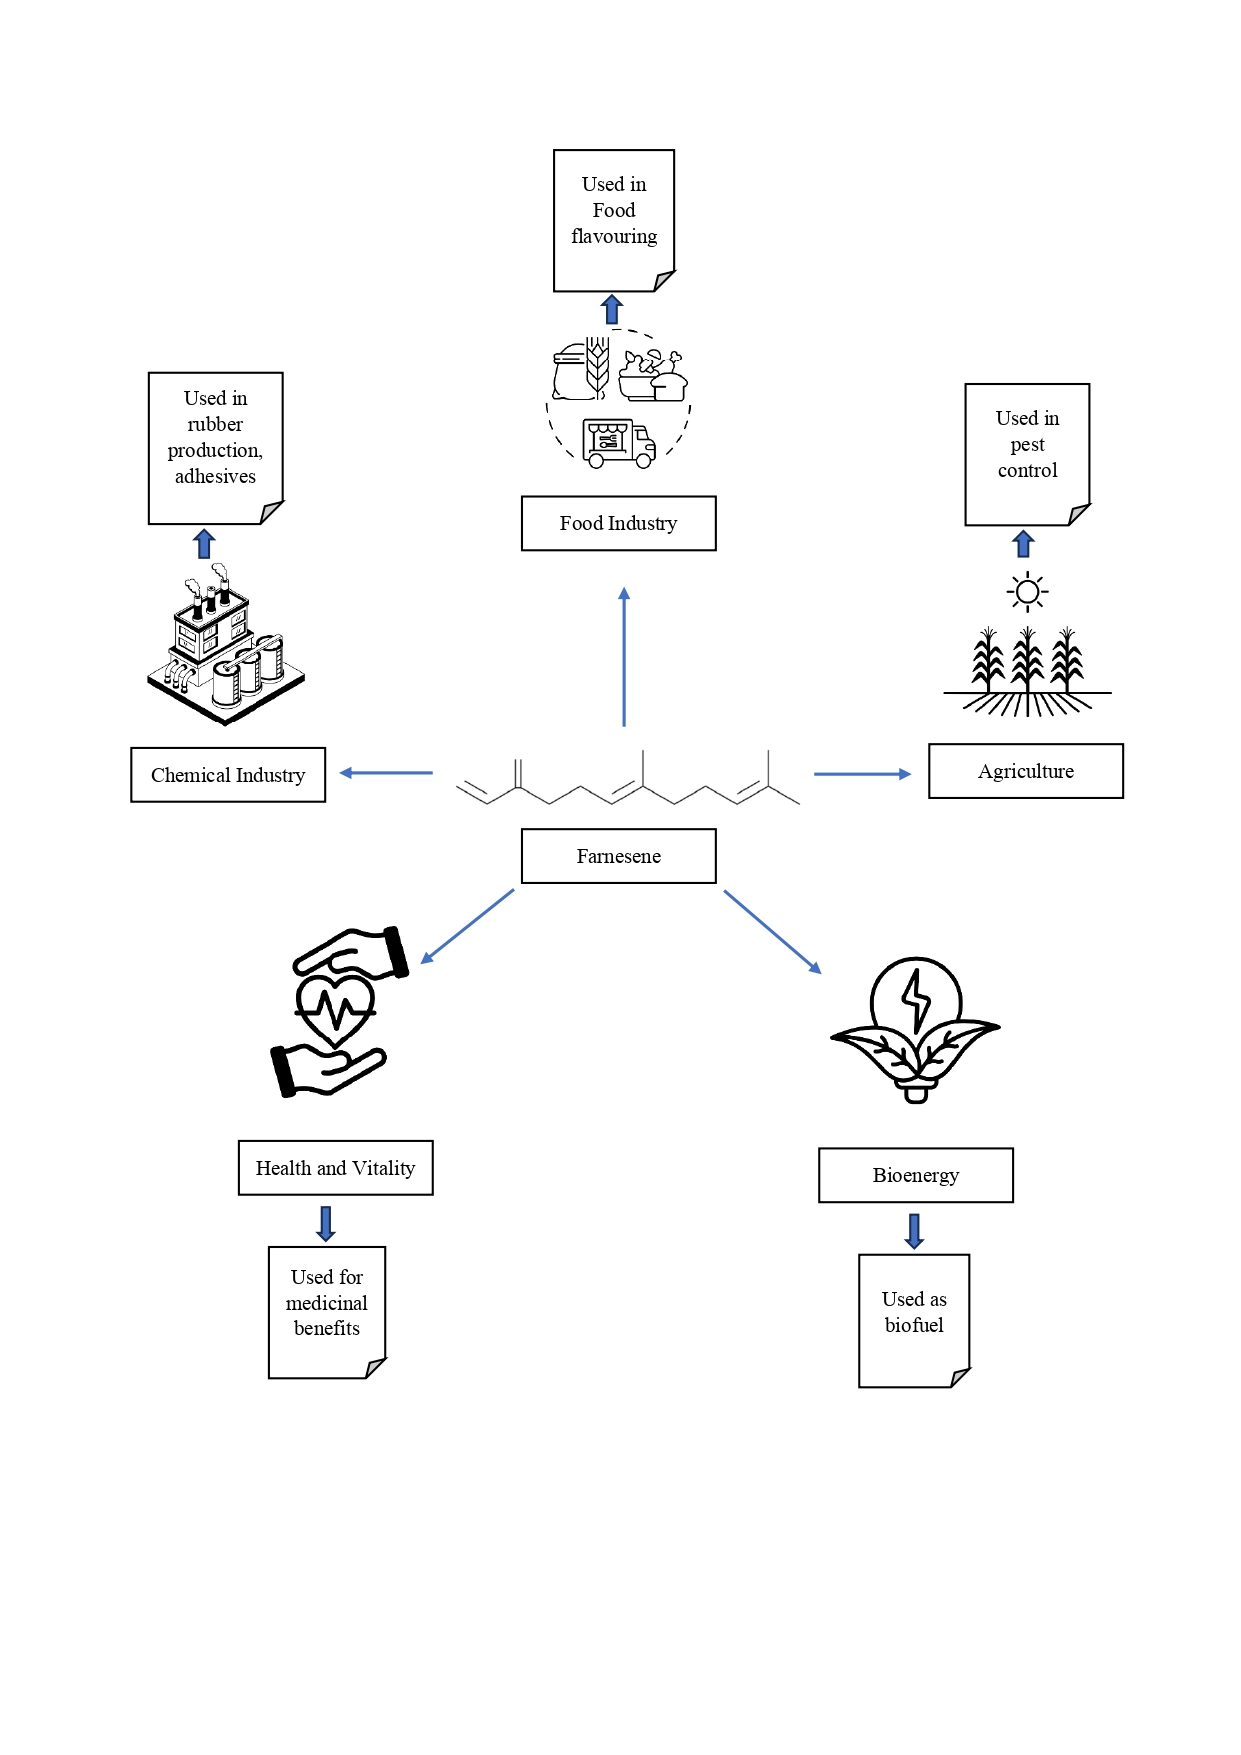 Used in
Food
flavouring
Used in
rubber
production,
adhesives
Used in
pest
control
Food Industry
Chemical Industry
Agriculture
Farnesene
Health and Vitality
Bioenergy
Used for
medicinal
benefits
Used as
biofuel